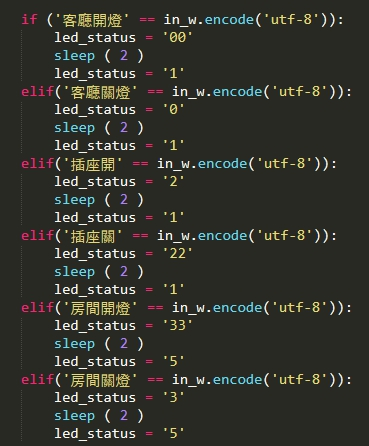 if ('客廳開燈' == in_w.encode('utf-8')):
led_status = '00'
sleep ( 2 )
led_status = '1'
elif('客廳關燈' == in_w.encode('utf-8')):
led_status = '0'
sleep ( 2 )
led_status = '1'
elif('插座開' == in_w.encode('utf-8')):
led_status = '2'
sleep ( 2 )
led_status = '1'
elif('插座關' == in_w.encode('utf-8')):
led_status = '22'
sleep ( 2 )
led_status = '1'
elif('房間開燈' == in_w.encode('utf-8')):
led_status = '33'
sleep ( 2 )
led_status = '5'
elif('房間關燈' == in_w.encode('utf-8')):
led_status = '3'
sleep ( 2 )
led_status = '5'